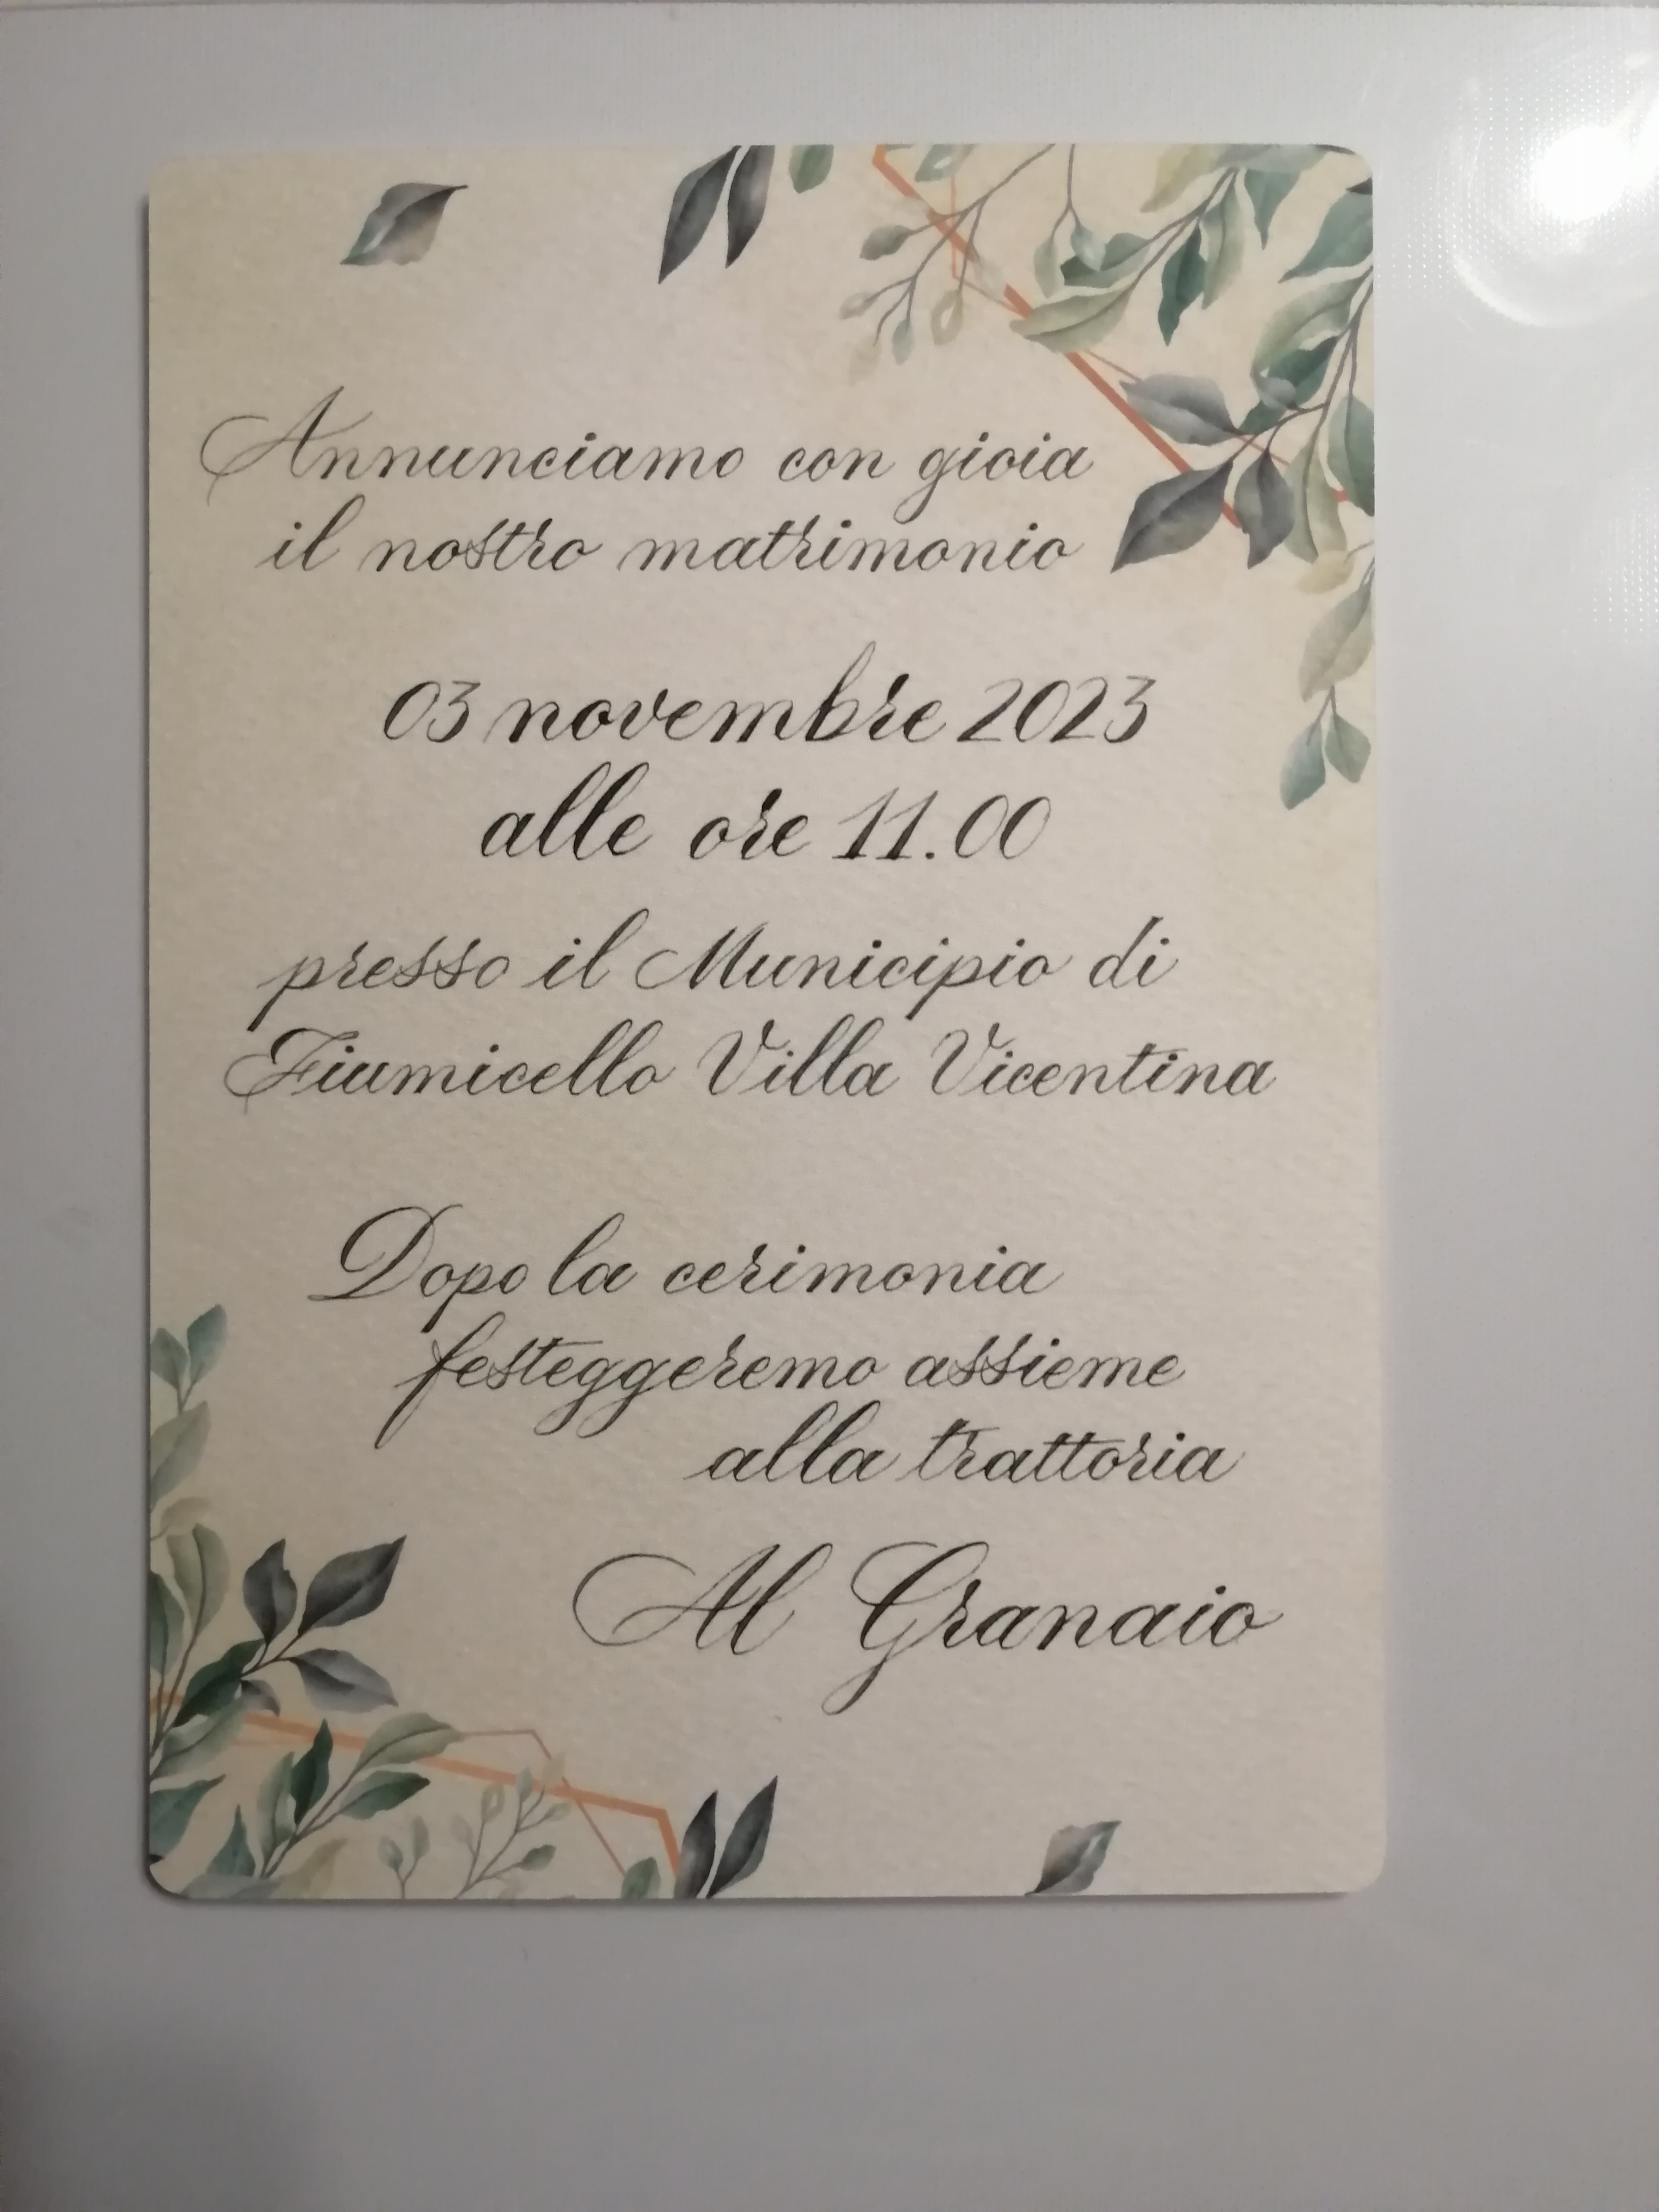 Annunciamo con gioia
il nostro matrimonio
03 novembre 2023
alle ore 11.00
presso il Municipio di
Fiumicello Villa Vicentina
Dopo la cerimonia
festeggeremo assieme
alla trattoria
Al Granaio